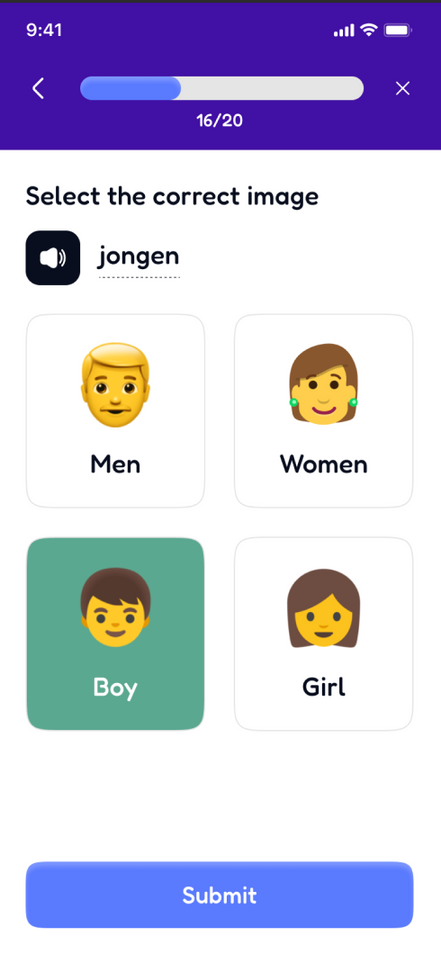 9:41
16/20
Select the correct image
jongen
Men
Women
Boy
Girl
Submit